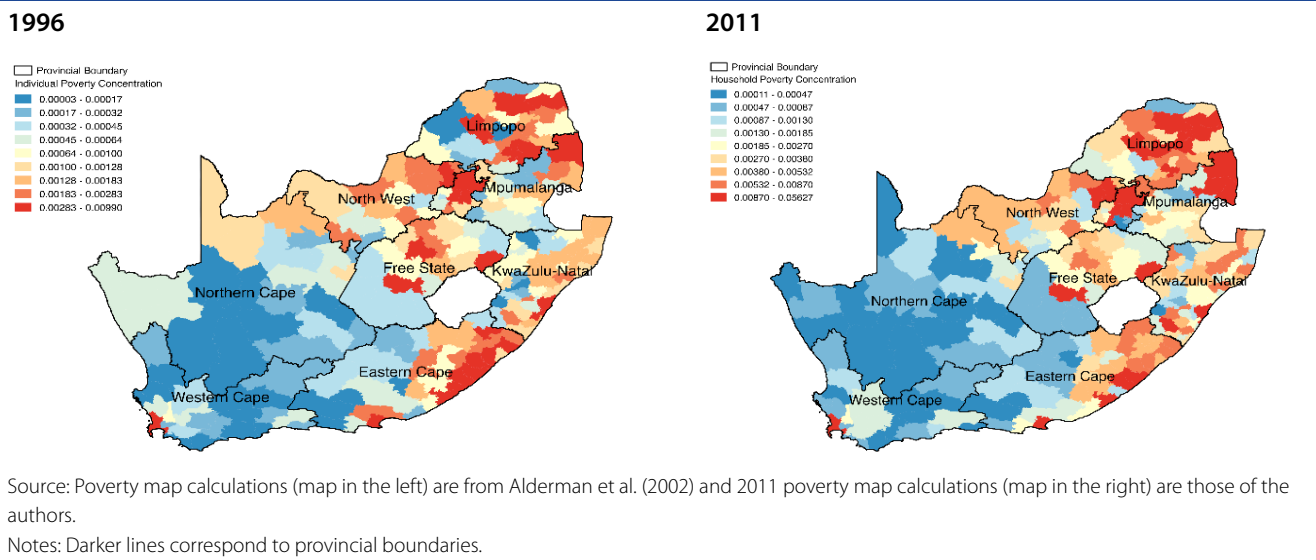 1996
2011
Provincial Boundary
Individual Poverty Concentration
0.00003 - 0.00017
0.00017 - 0.00032
0.00032 - 0.00045
0.00045 - 0.00064
0.00064 - 0.00100
0.00100 - 0.00128
0.00128 - 0.00183
0.00183 - 0.00283
0.00283 - 0.00990
Limpopo
Mpumalanga
North West
Free State
KwaZulu-Natal
Northern Cape
Eastern Cape
Western Cape
Provincial Boundary
Household Poverty Concentration
0.00011 - 0.00047
0.00047 - 0.00087
0.00087 - 0.00130
0.00130 - 0.00185
0.00185 - 0.00270
0.00270 - 0.00380
0.00380 - 0.00532
0.00532 - 0.00870
0.00870 - 0.05627
Limpopo
Mpumalanga
North West
Free State
KwaZulu-Natal
Northern Cape
Eastern Cape
Western Cape
Source: Poverty map calculations (map in the left) are from Alderman et al. (2002) and 2011 poverty map calculations (map in the right) are those of the
authors.
Notes: Darker lines correspond to provincial boundaries.